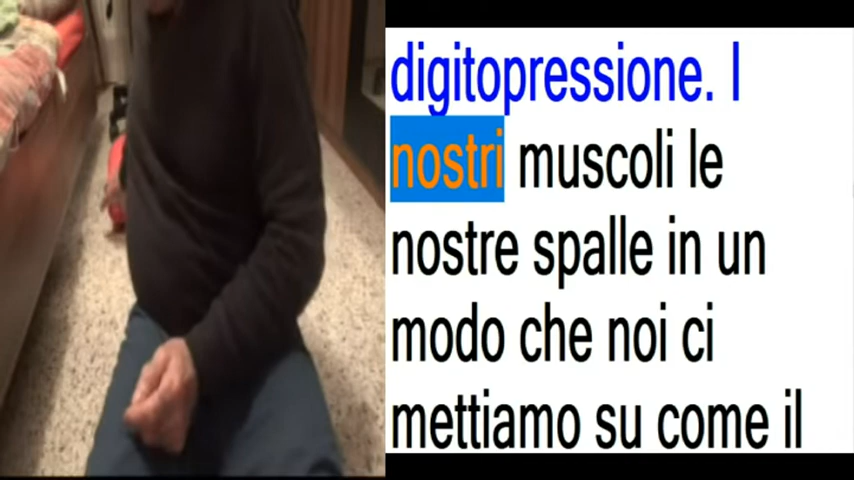 digitopressione. I
nostri muscoli le
nostre spalle in un
modo che noi ci
mettiamo su come il